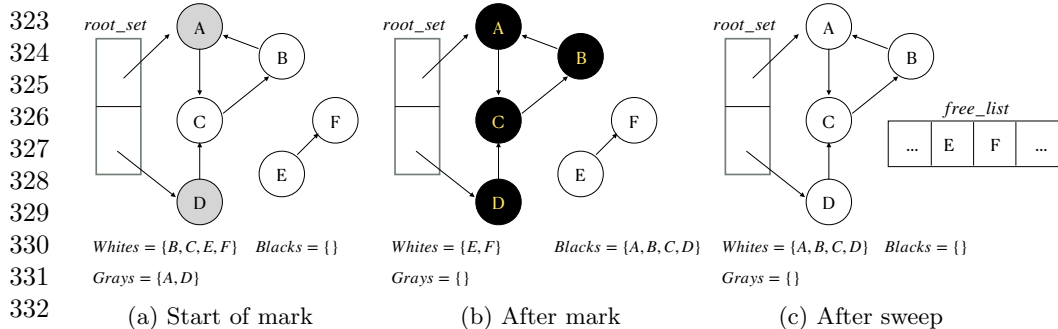 323
324
325
326
327
328
329
330
331
332
root_set
A
B
C
D
E
F
Whites = {B, C, E, F} Blacks = {}
Grays = {A, D}
(a) Start of mark
root_set
A
B
C
D
E
F
Whites = {E, F} Blacks = {A, B, C, D}
Grays = {}
(b) After mark
root_set
A
B
C
D
free_list
... E F ...
Whites = {A, B, C, D} Blacks = {}
Grays = {}
(c) After sweep